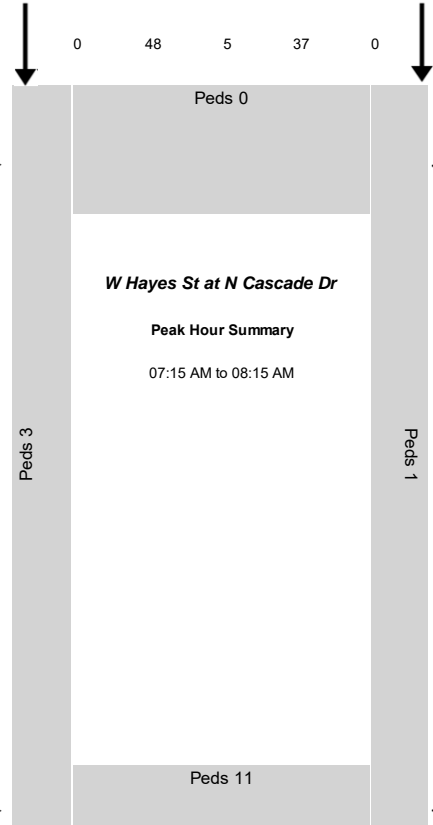 0 48 5 37 0
Peds 0
W Hayes St at N Cascade Dr
Peak Hour Summary
07:15 AM to 08:15 AM
Peds 3
Peds 1
Peds 11